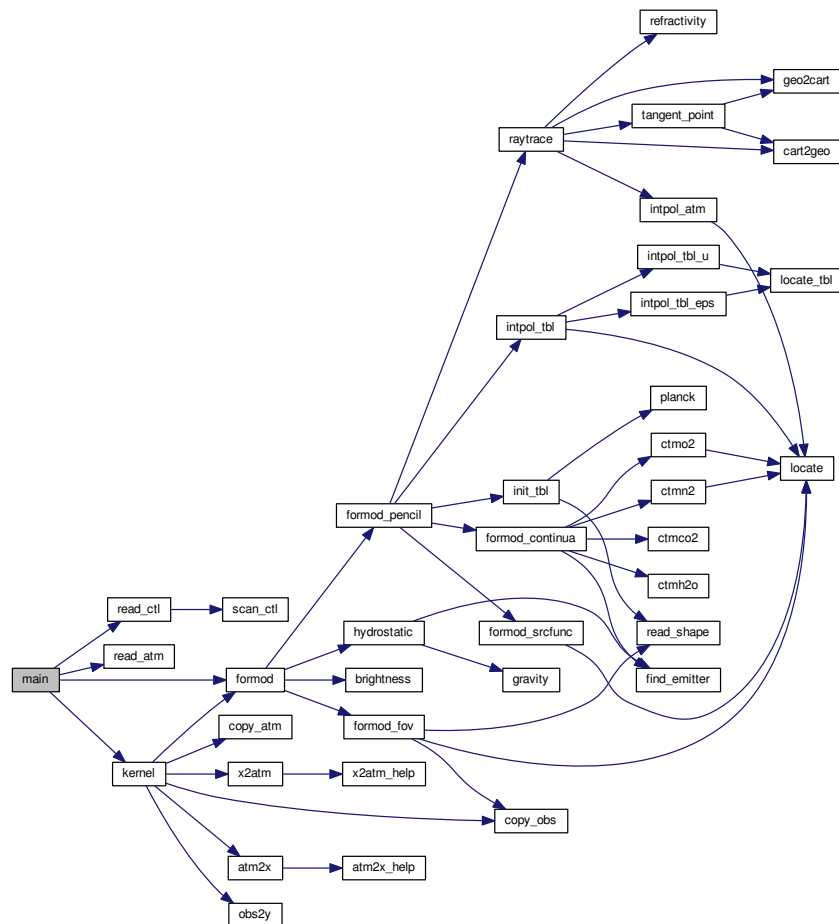 refractivity
geo2cart
tangent_point
raytrace
cart2geo
intpol_atm
intpol_tbl_u
locate_tbl
intpol_tbl_eps
intpol_tbl
planck
ctmo2
locate
init_tbl
ctmn2
formod_pencil
formod_continua
ctmco2
ctmh2o
read_ctl
scan_ctl
hydrostatic
formod_srcfunc
read_shape
read_atm
main
formod
brightness
gravity
find_emitter
copy_atm
formod_fov
kernel
x2atm
x2atm_help
copy_obs
atm2x
atm2x_help
obs2y